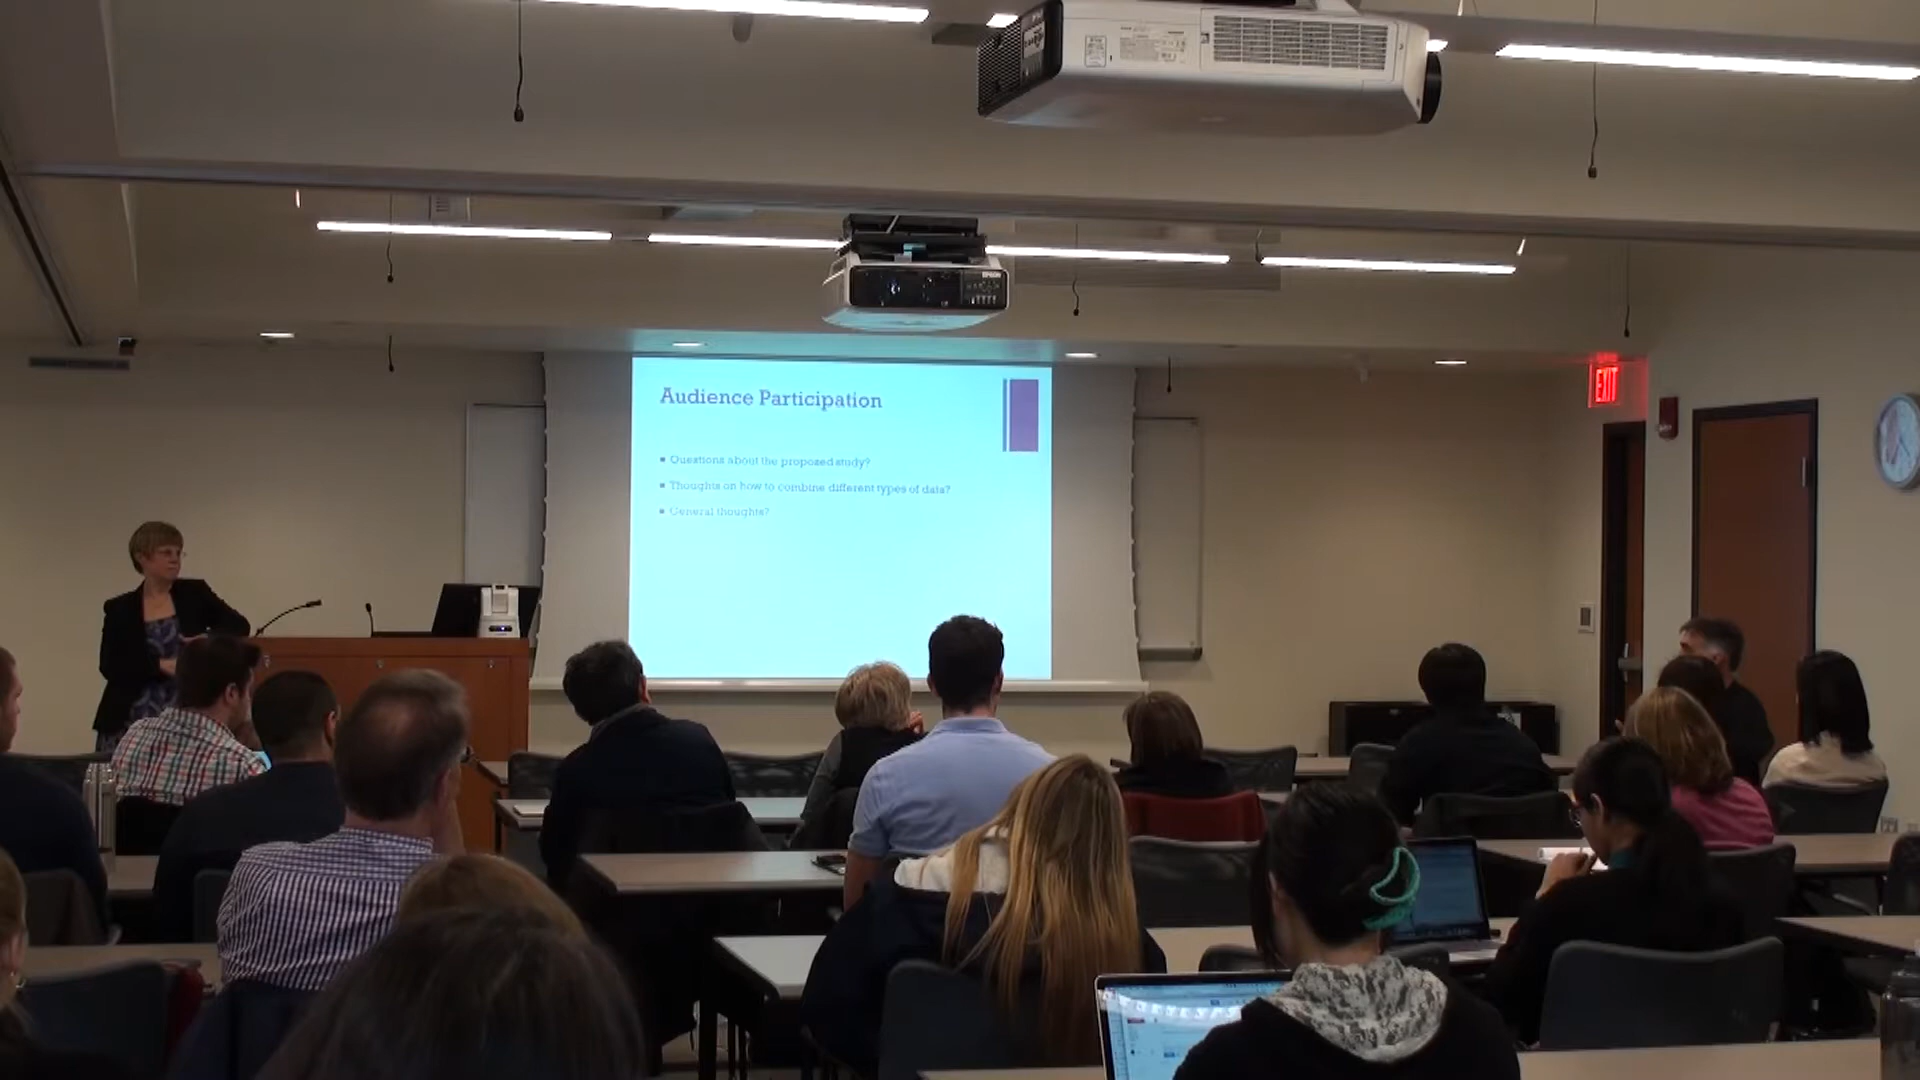 EPSON
Audience Participation
EXIT
Questions about the proposed study?
Thoughts on how to combine different types of data?
General thoughts?